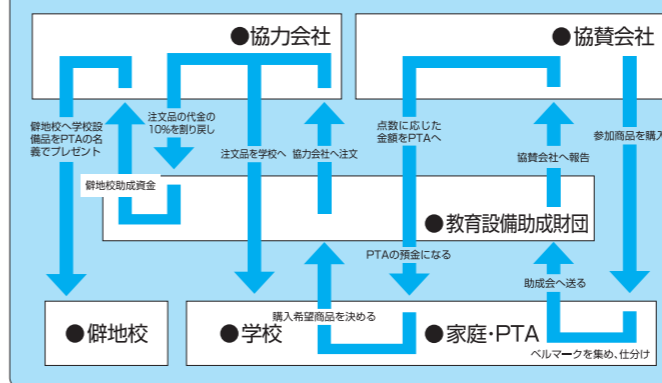 ●協力会社
●協賛会社
僻地校へ学校設
備品をPTAの名
義でプレゼント
注文品の代金の
10%を割り戻し
注文品を学校へ
協力会社へ注文
点数に応じた
金額をPTAへ
協賛会社へ報告
参加商品を購入
僻地校助成資金
●教育設備助成財団
PTAの預金になる
助成会へ送る
購入希望商品を決める
●僻地校
●学校
●家庭・PTA
ベルマークを集め、仕分け